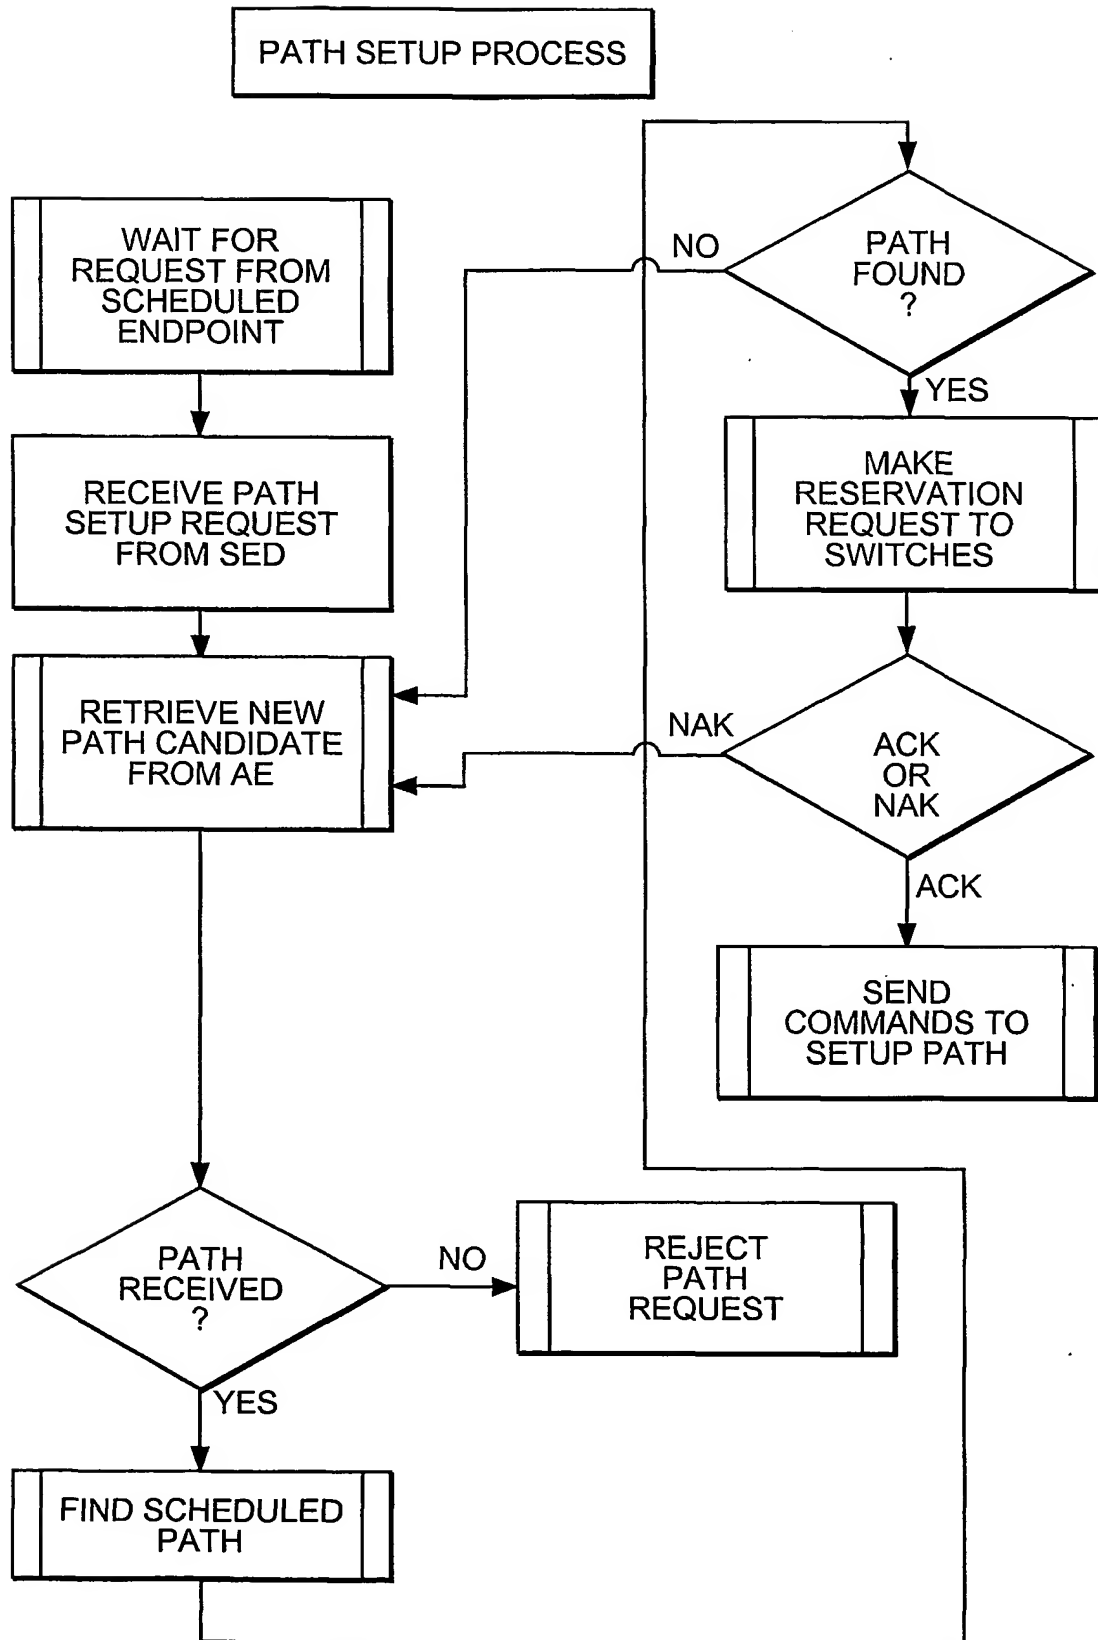 PATH SETUP PROCESS
WAIT FOR
REQUEST FROM
SCHEDULED
ENDPOINT
RECEIVE PATH
SETUP REQUEST
FROM SED
RETRIEVE NEW
PATH CANDIDATE
FROM AE
PATH
RECEIVED
?
NO
REJECT
PATH
REQUEST
YES
FIND SCHEDULED
PATH
PATH
FOUND
?
NO
YES
MAKE
RESERVATION
REQUEST TO
SWITCHES
NAK
ACK
OR
NAK
ACK
SEND
COMMANDS TO
SETUP PATH